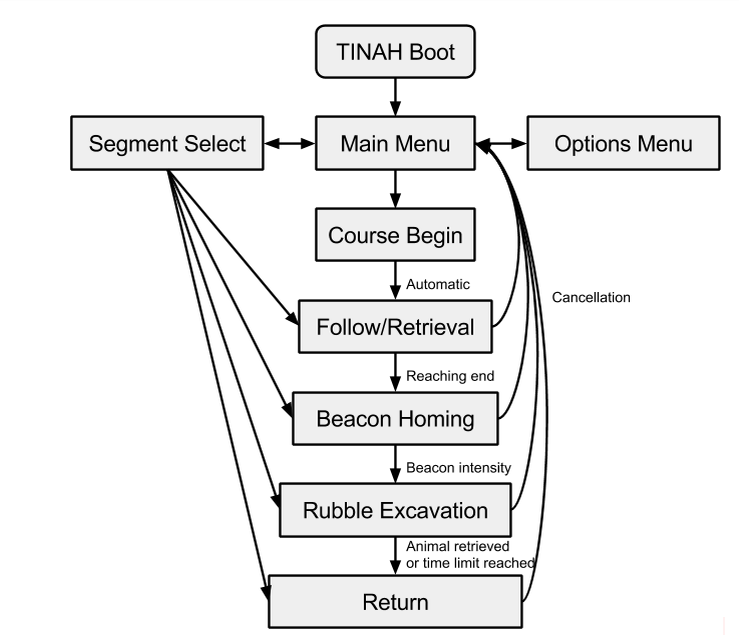 TINAH Boot
Segment Select
Main Menu
Options Menu
Course Begin
Automatic
Cancellation
Follow/Retrieval
Reaching end
Beacon Homing
Beacon intensity
Rubble Excavation
Animal retrieved
or time limit reached
Return